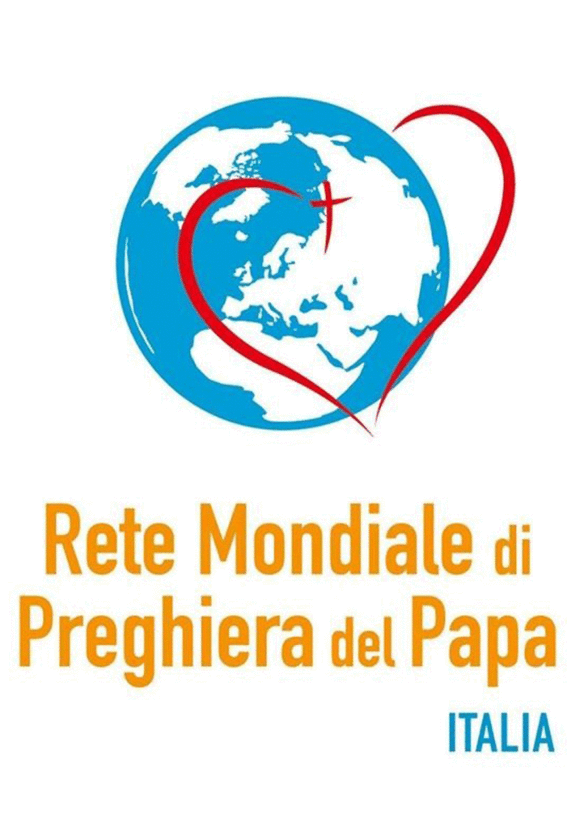 Rete Mondiale di
Preghiera del Papa
ITALIA